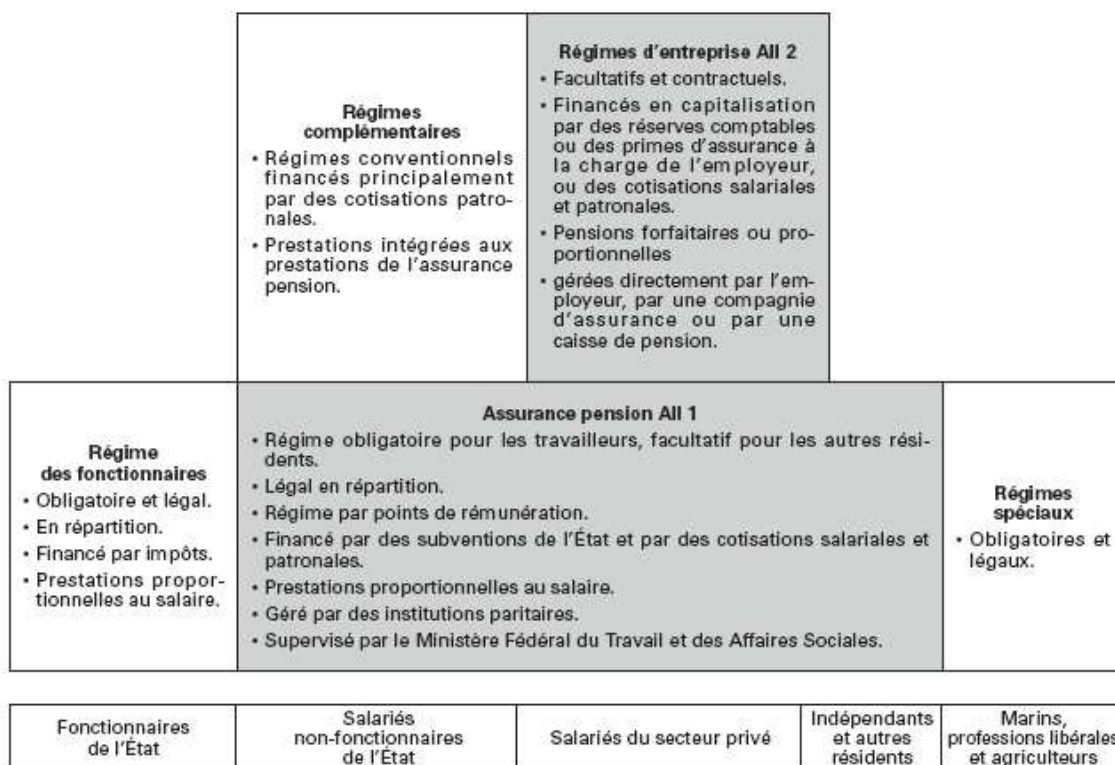 Régimes
complémentaires
• Régimes conventionnels
financés principalement
par des cotisations patro-
nales.
• Prestations intégrées aux
prestations de l'assurance
pension.
Régimes d'entreprise All 2
• Facultatifs et contractuels.
• Financés en capitalisation
par des réserves comptables
ou des primes d'assurance à
la charge de l'employeur,
ou des cotisations salariales
et patronales.
• Pensions forfaitaires ou pro-
portionnelles
• gérées directement par l'em-
ployeur, par une compagnie
d'assurance ou par une
caisse de pension.
Régime
des fonctionnaires
• Obligatoire et légal.
• En répartition.
• Financé par impôts.
• Prestations propor-
tionnelles au salaire.
Assurance pension All 1
• Régime obligatoire pour les travailleurs, facultatif pour les autres rési-
dents.
• Légal en répartition.
• Régime par points de rémunération.
• Financé par des subventions de l'État et par des cotisations salariales et
patronales.
• Prestations proportionnelles au salaire.
• Géré par des institutions paritaires.
• Supervisé par le Ministère Fédéral du Travail et des Affaires Sociales.
Régimes
spéciaux
• Obligatoires et
légaux.
Fonctionnaires
de l'État
Salariés
non-fonctionnaires
de l'État
Salariés du secteur privé
Indépendants
et autres
résidents
Marins,
professions libérales
et agriculteurs